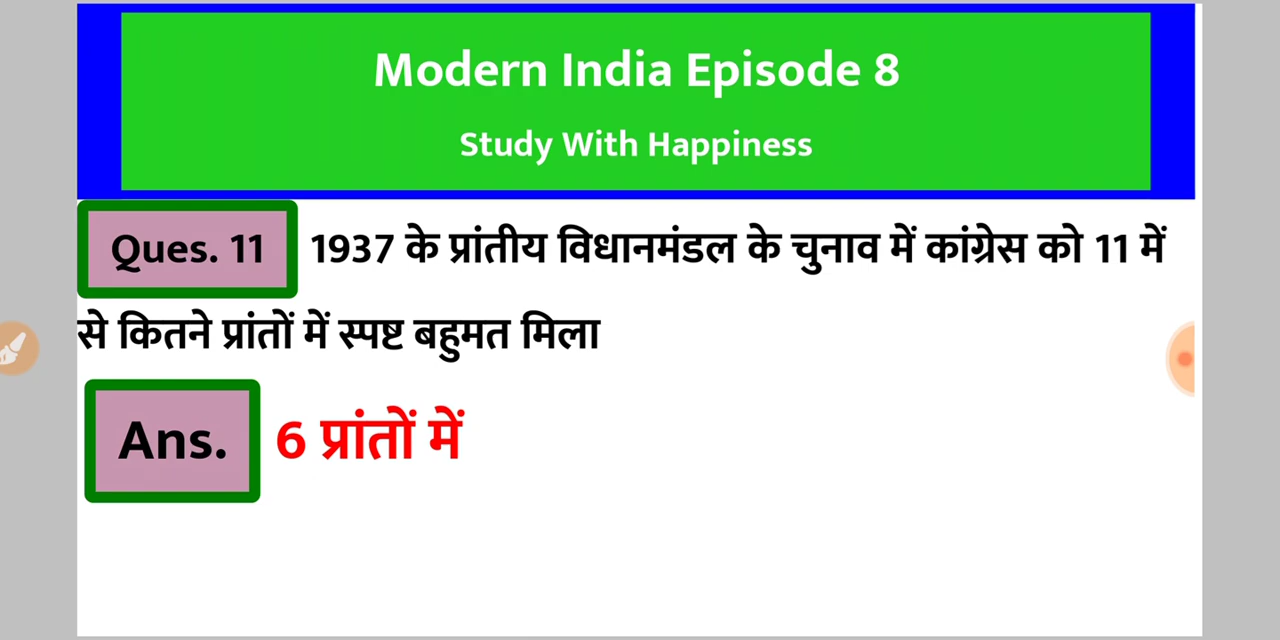 Modern India Episode 8
Study With Happiness
Ques. 11 1937 के प्रांतीय विधानमंडल के चुनाव में कांग्रेस को 11 में
से कितने प्रांतों में स्पष्ट बहुमत मिला
Ans. 6 प्रांतों में